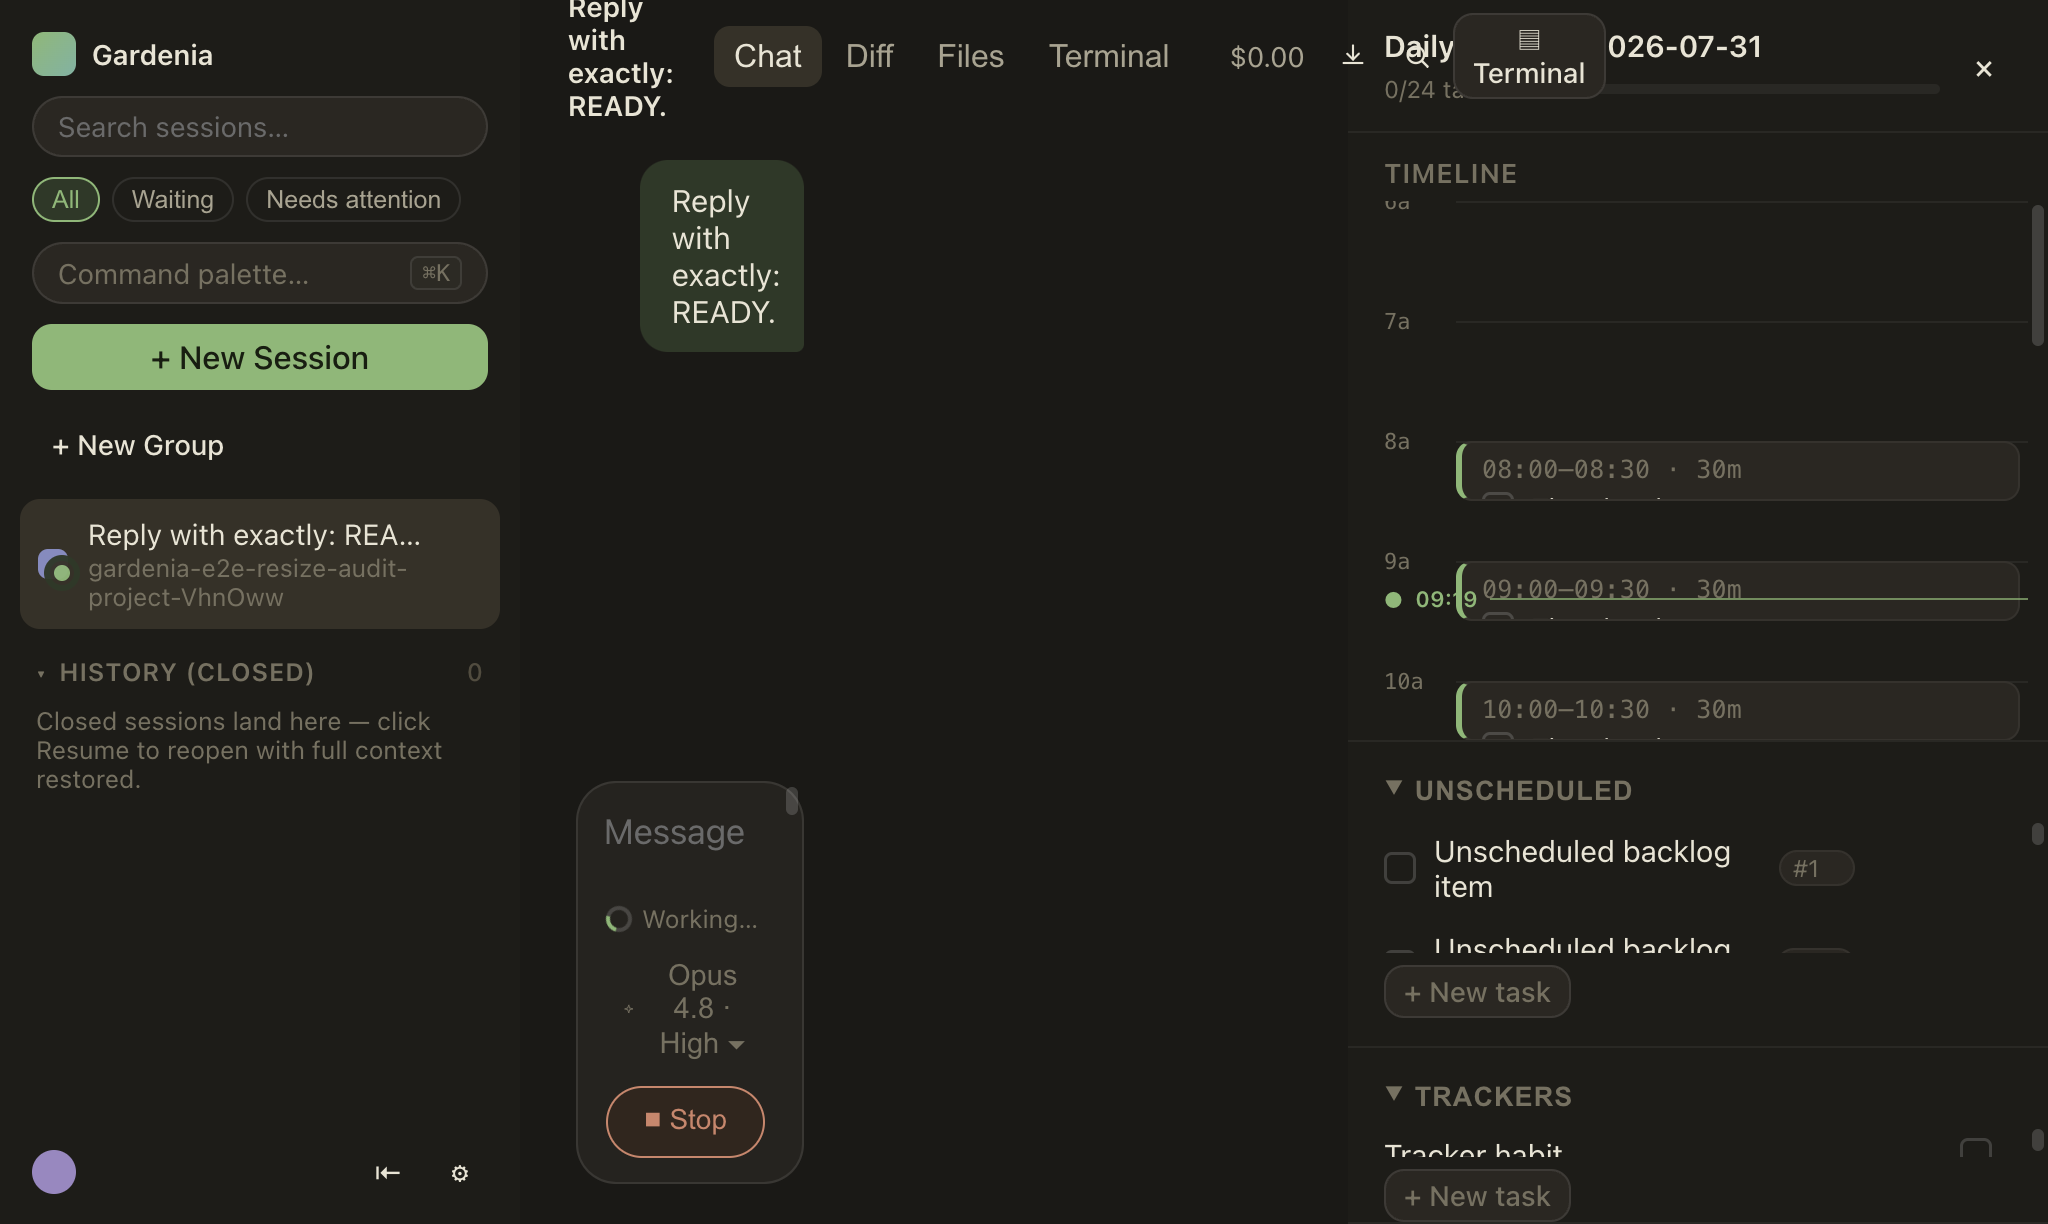 Gardenia
Search sessions...
All
Waiting
Needs attention
Command palette...
⌘K
+ New Session
+ New Group
Reply with exactly: REA...
gardenia-e2e-resize-audit-
project-VhnOww
▾ HISTORY (CLOSED)
0
Closed sessions land here — click
Resume to reopen with full context
restored.
Reply
with
exactly:
READY.
Chat
Diff
Files
Terminal
$0.00
Reply
with
exactly:
READY.
Message
Working...
Opus
4.8 ·
High
Stop
Daily
026-07-31
Terminal
0/24
×
TIMELINE
6a
7a
8a
08:00–08:30 · 30m
9a
09:00–09:30 · 30m
10a
10:00–10:30 · 30m
▼ UNSCHEDULED
Unscheduled backlog
item
#1
Unscheduled backlog
+ New task
▼ TRACKERS
Tracker habit
+ New task